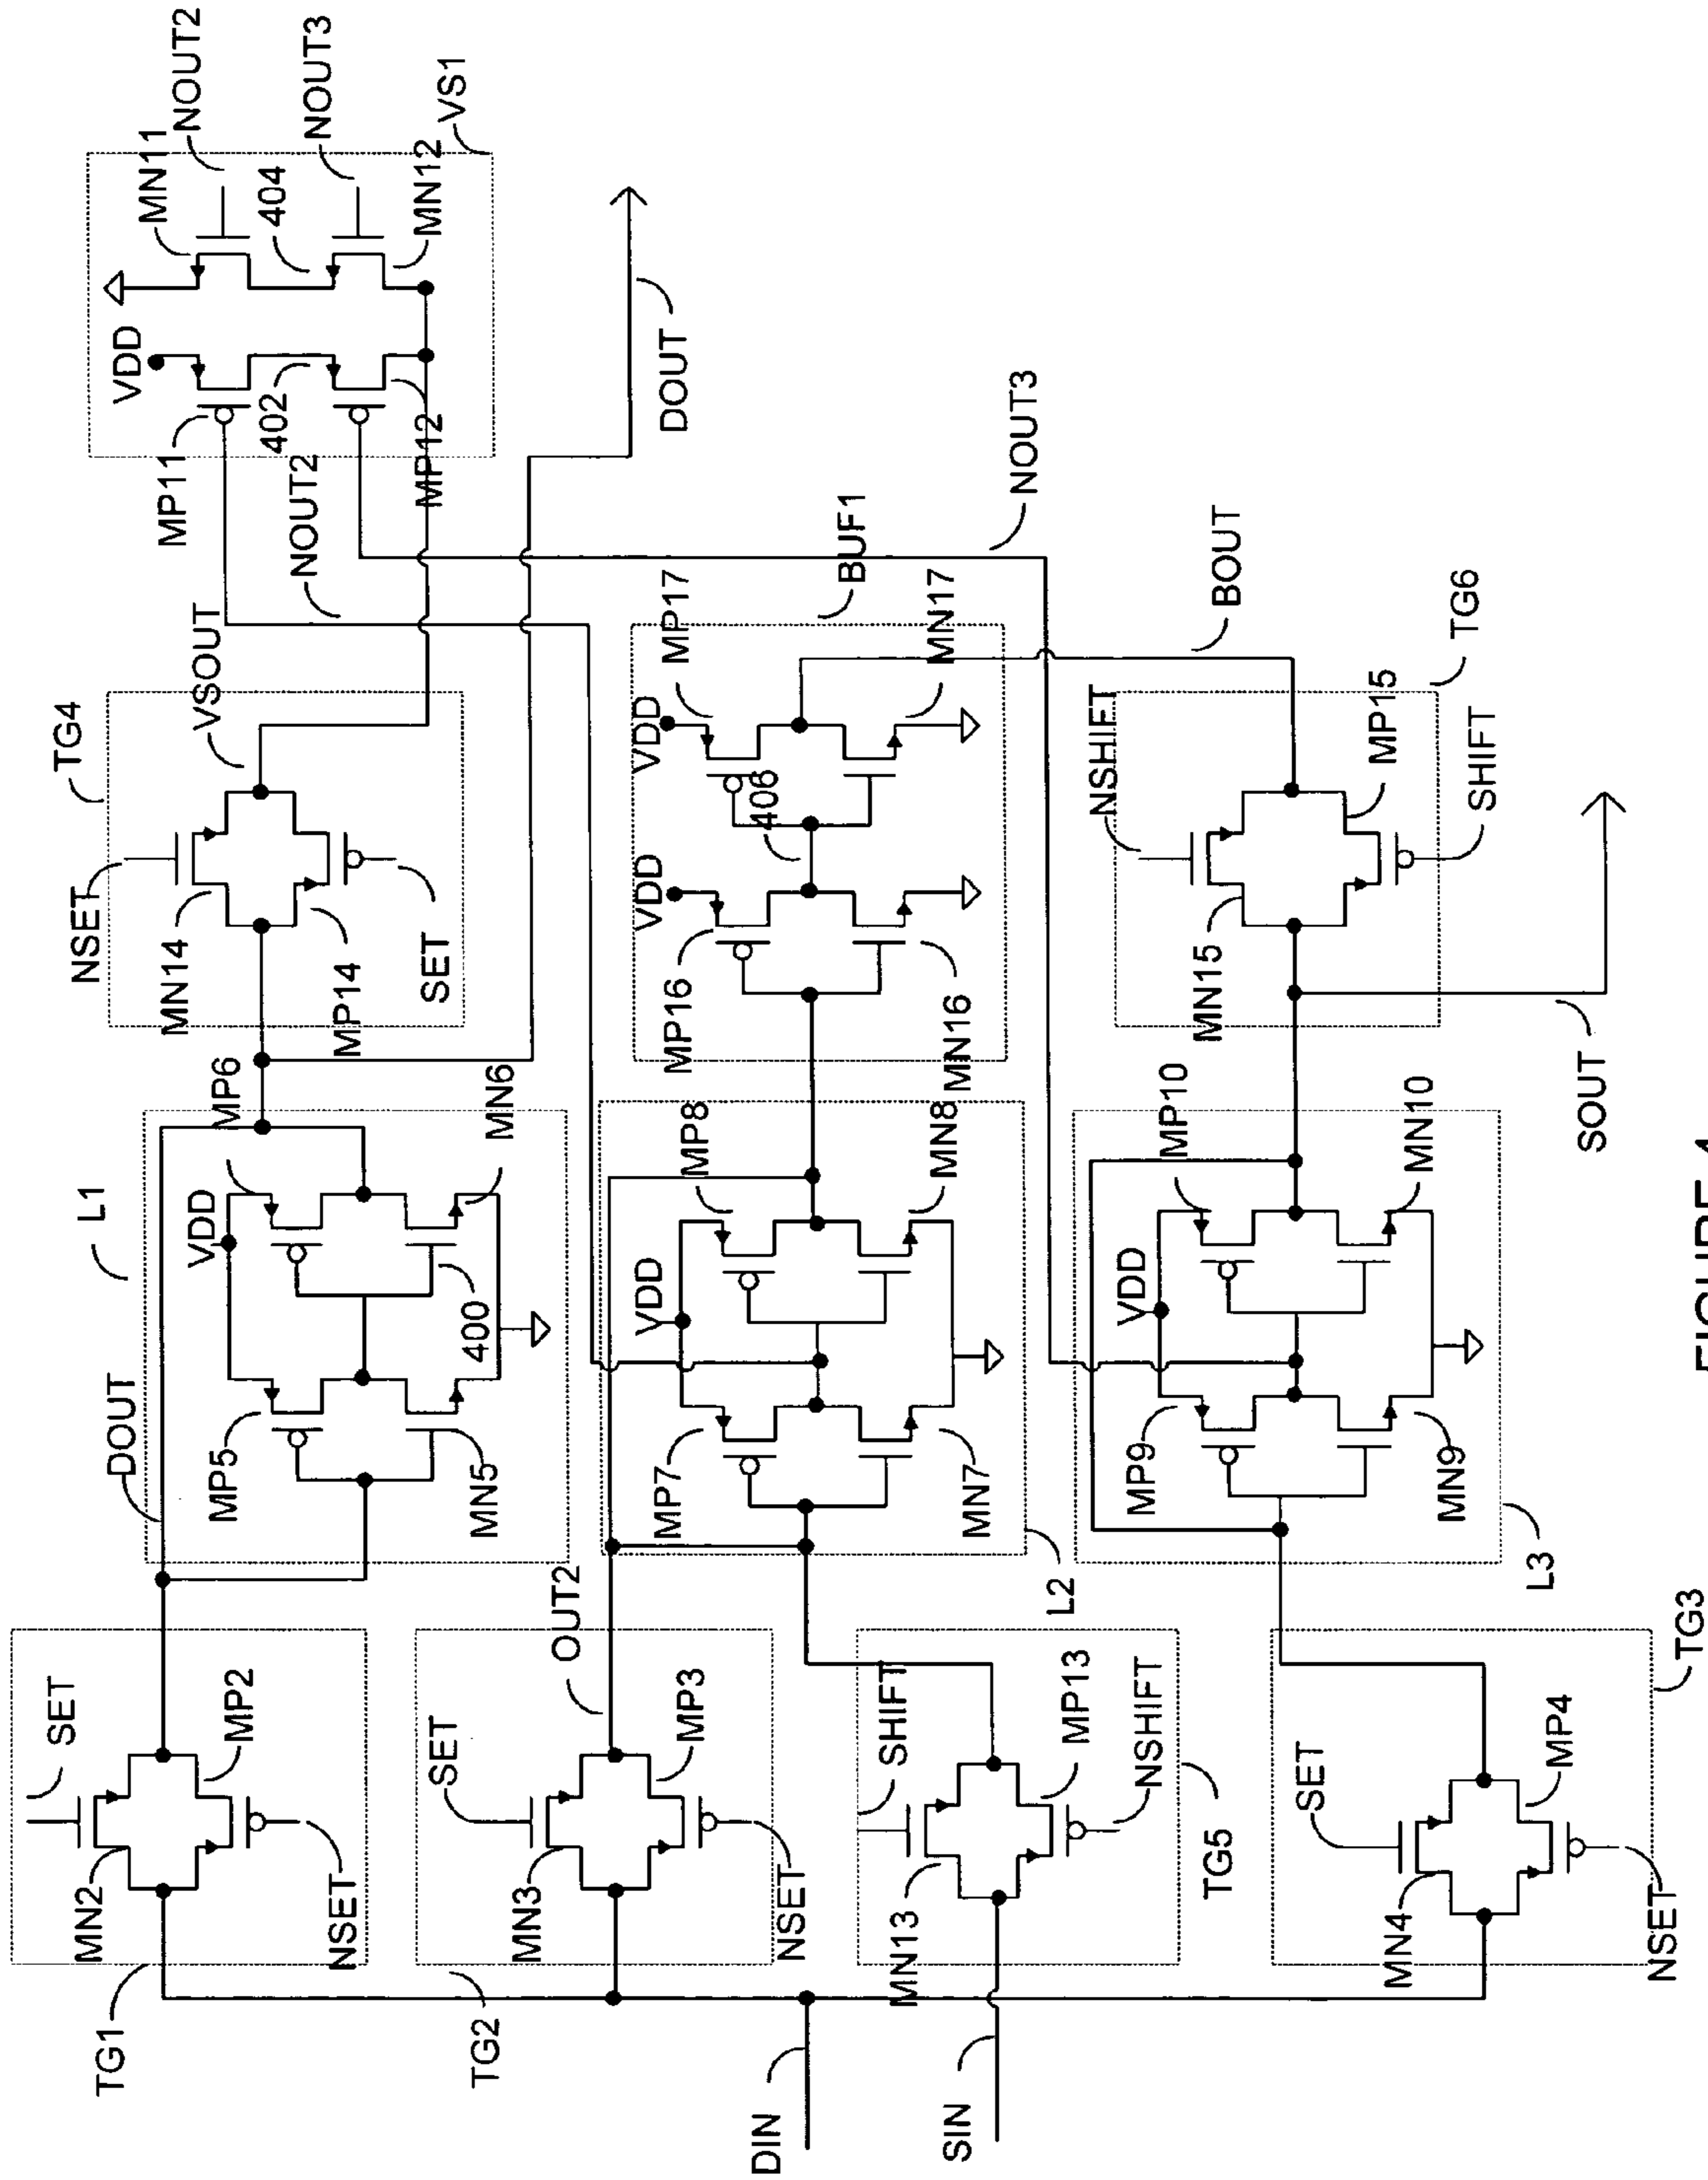 TG4
NSET
VSOUT
MN14
MP14
SET
VDD
MP11
402
MP12
MN11
NOUT2
404
NOUT3
MN12
VS1
NOUT2
DOUT
L1
DOUT
VDD
MP6
MP5
MN5
400
MN6
SET
MN2
MP2
NSET
TG1
SET
MN3
MP3
NSET
TG2
OUT2
VDD
MP7
MN7
MP8
MN8
L2
BUF1
VDD
VDD
MP16
MN16
406
MP17
MN17
NOUT3
BOUT
DIN
SIN
SHIFT
MN13
MP13
NSHIFT
TG5
SET
MN4
MP4
NSET
TG3
VDD
MP9
MN9
MP10
MN10
L3
NSHIFT
MN15
MP15
SHIFT
TG6
SOUT